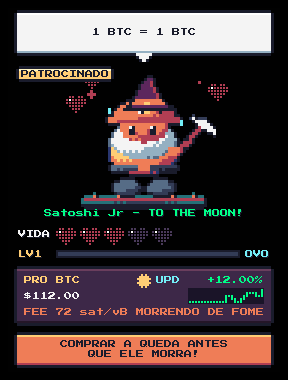 1 BTC = 1 BTC
PATROCINADO
Satoshi Jr - TO THE MOON!
VIDA
LV1 OVO
PRO BTC UPD +12.00%
$112.00
FEE 72 sat/vB MORRENDO DE FOME
COMPRAR A QUEDA ANTES
QUE ELE MORRA!